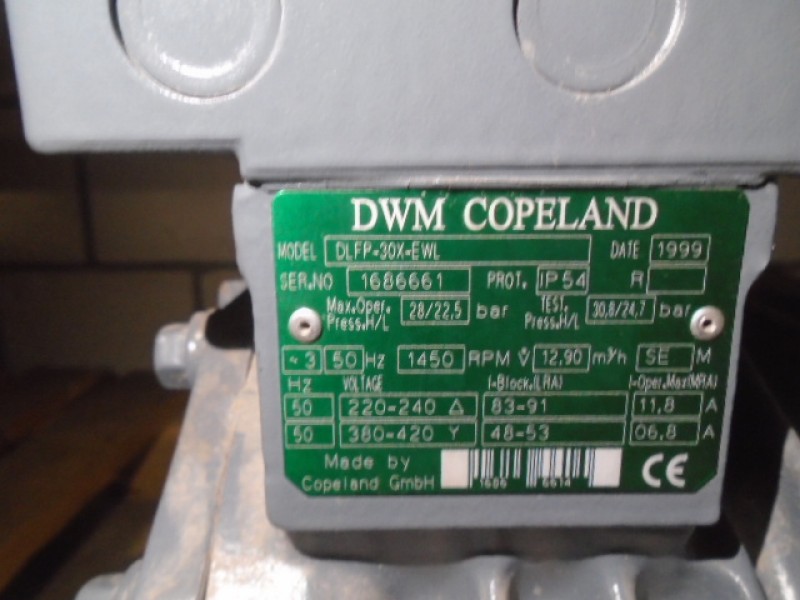 DWM COPELAND
MODEL DLFP-30X-EWL DATE 1999
SER.NO 1686661 PROT. IP54 R
Max.Oper. Press.H/L 28/22,5 bar TEST. Press.H/L 30,8/24,7 bar
~3 50 Hz 1450 RPM V̇ 12,90 m³/h SE M
Hz VOLTAGE I-Block.(LRA) I-Oper.Max(MRA)
50 220-240 Δ 83-91 11,8 A
50 380-420 Y 48-53 06,8 A
Made by
Copeland GmbH 1686 6614 CE